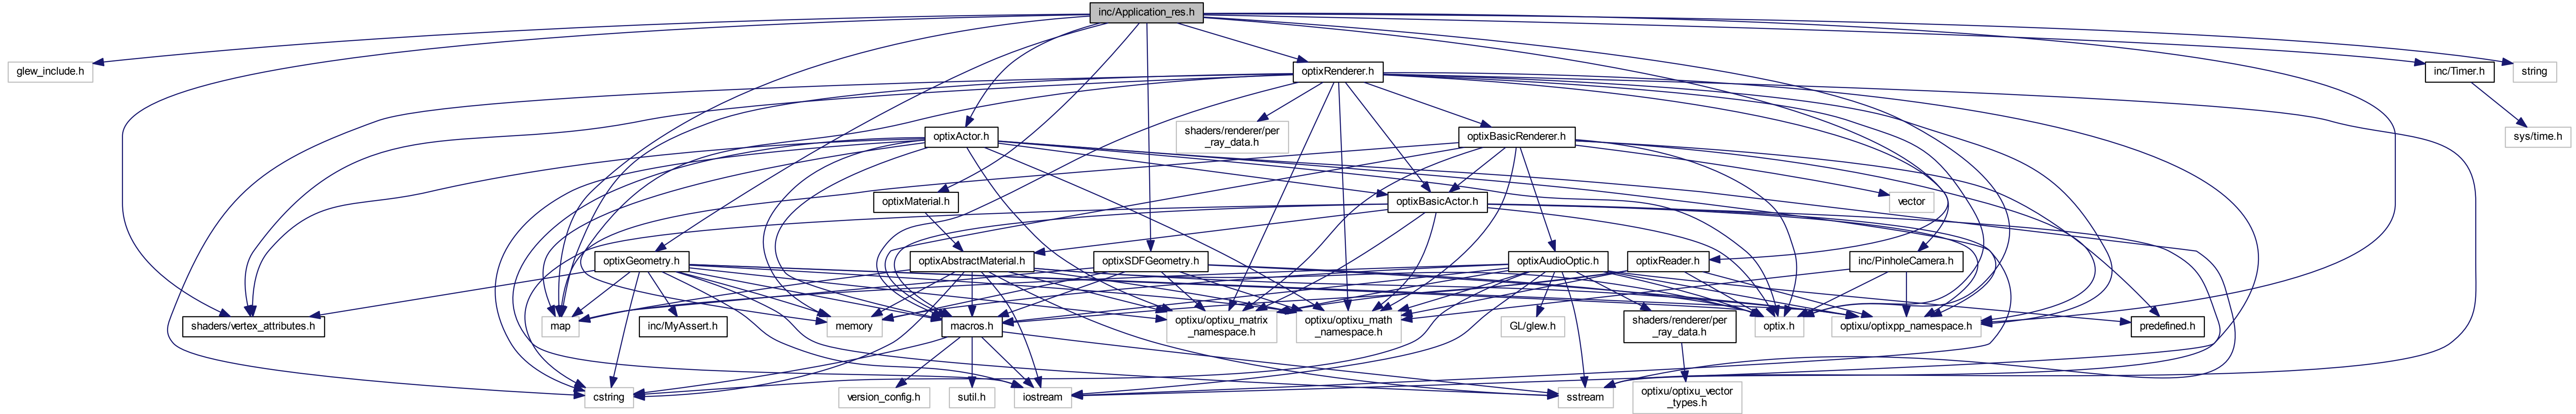 inc/Application_res.h
glew_include.h
optixRenderer.h
inc/Timer.h
string
shaders/renderer/per
_ray_data.h
optixActor.h
optixBasicRenderer.h
sys/time.h
optixMaterial.h
optixBasicActor.h
vector
optixGeometry.h
optixAbstractMaterial.h
optixSDFGeometry.h
optixAudioOptic.h
optixReader.h
inc/PinholeCamera.h
shaders/vertex_attributes.h
map
inc/MyAssert.h
memory
macros.h
optixu/optixu_matrix
_namespace.h
optixu/optixu_math
_namespace.h
GL/glew.h
shaders/renderer/per
_ray_data.h
optix.h
optixu/optixpp_namespace.h
predefined.h
cstring
version_config.h
sutil.h
iostream
sstream
optixu/optixu_vector
_types.h